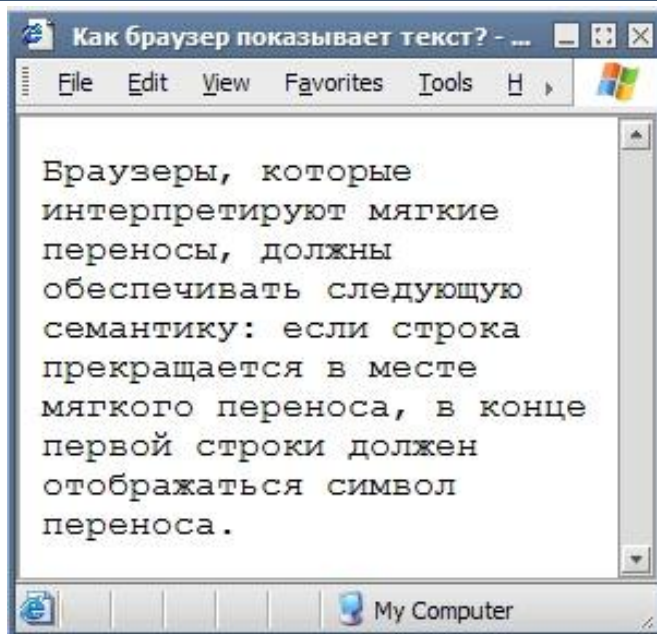 Как браузер показывает текст? - ...
File Edit View Favorites Tools H
Браузеры, которые
интерпретируют мягкие
переносы, должны
обеспечивать следующую
семантику: если строка
прекращается в месте
мягкого переноса, в конце
первой строки должен
отображаться символ
переноса.
My Computer